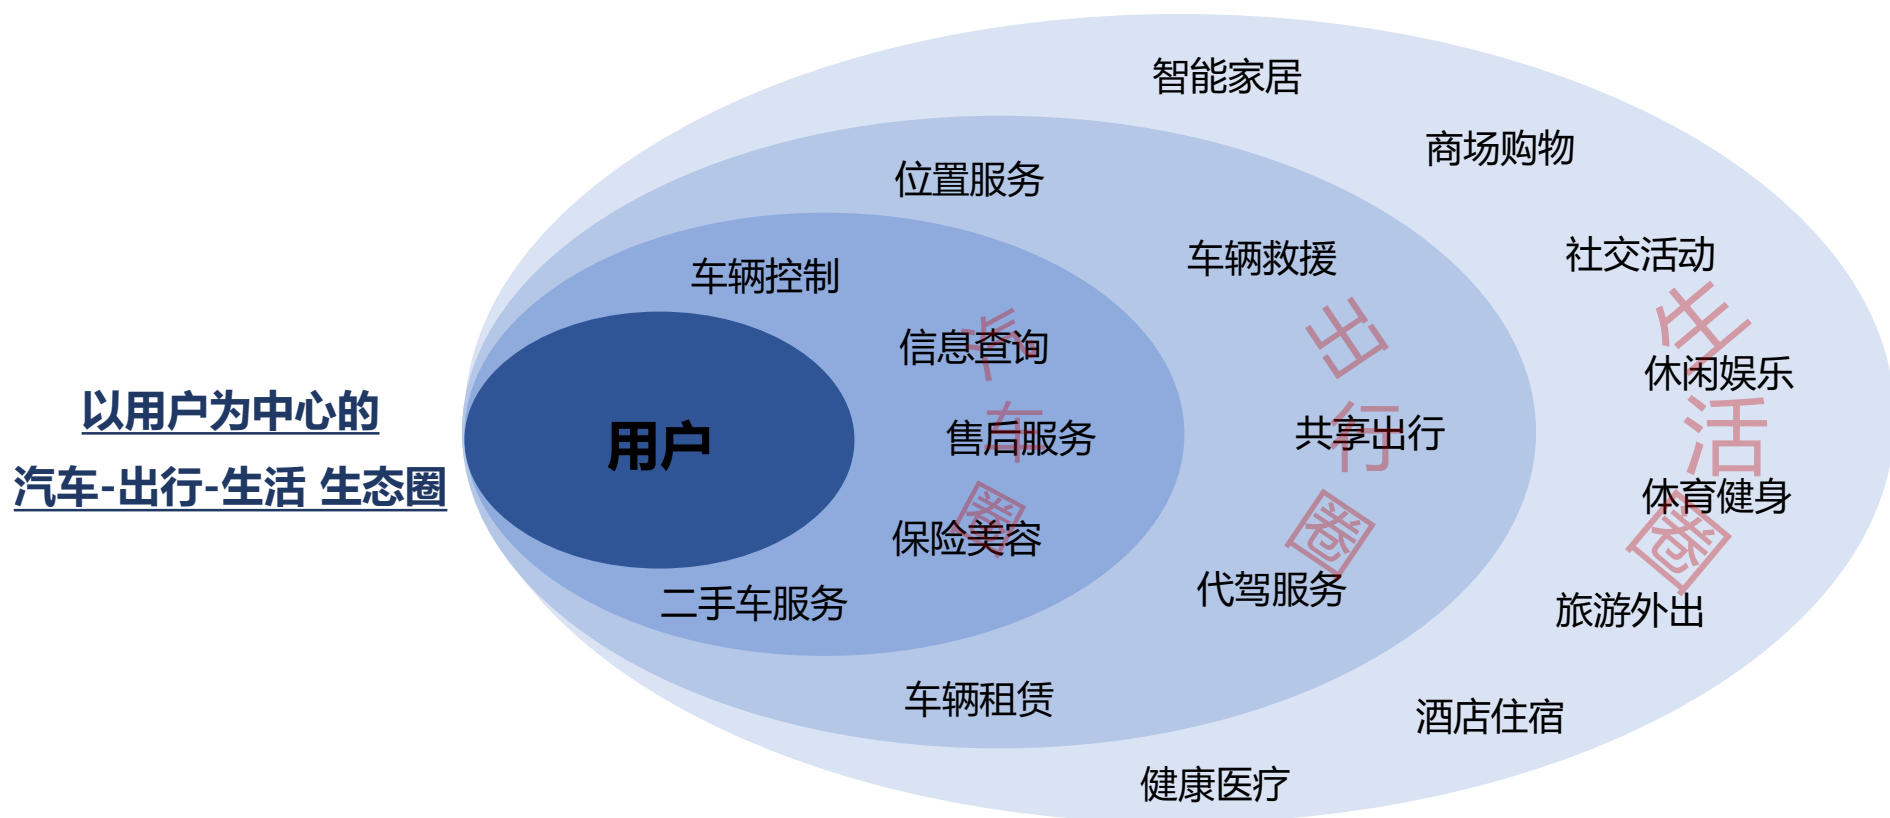 以用户为中心的
汽车-出行-生活 生态圈
用户
车辆控制
信息查询
售后服务
保险美容
二手车服务
汽车圈
位置服务
车辆救援
共享出行
代驾服务
车辆租赁
出行圈
智能家居
商场购物
社交活动
休闲娱乐
体育健身
旅游外出
酒店住宿
健康医疗
生活圈